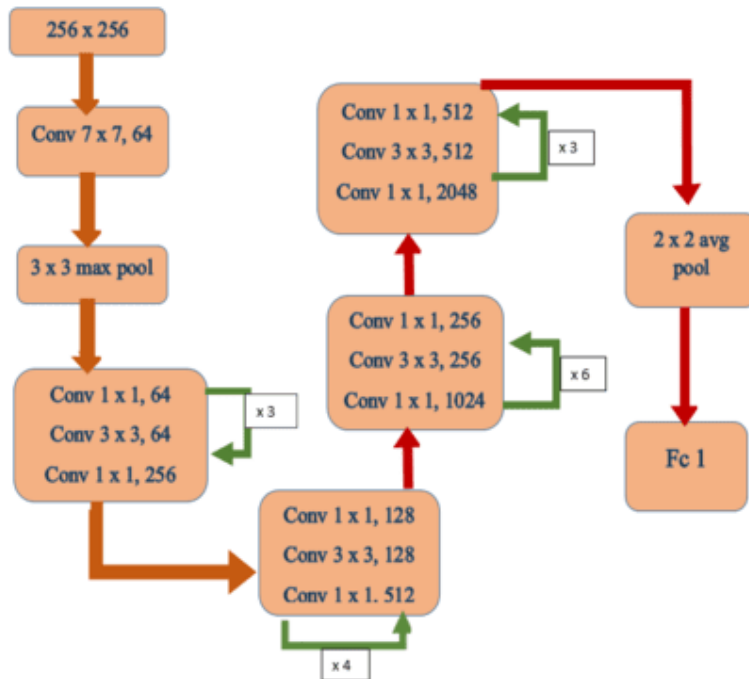 256 x 256
Conv 7 x 7, 64
3 x 3 max pool
Conv 1 x 1, 64
Conv 3 x 3, 64
Conv 1 x 1, 256
x 3
Conv 1 x 1, 128
Conv 3 x 3, 128
Conv 1 x 1. 512
x 4
Conv 1 x 1, 256
Conv 3 x 3, 256
Conv 1 x 1, 1024
x 6
Conv 1 x 1, 512
Conv 3 x 3, 512
Conv 1 x 1, 2048
x 3
2 x 2 avg
pool
Fc 1